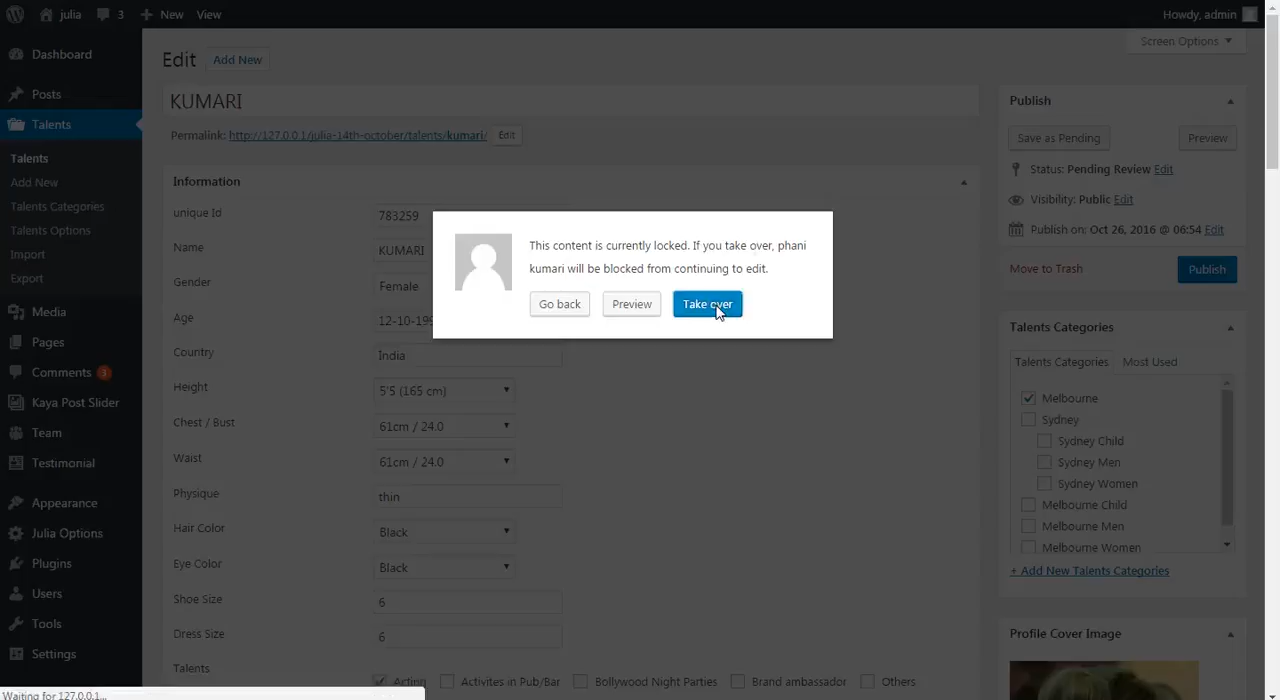 julia 3 New View Howdy, admin
Dashboard
Posts
Talents
Talents
Add New
Talents Categories
Talents Options
Import
Export
Media
Pages
Comments 3
Kaya Post Slider
Team
Testimonial
Appearance
Julia Options
Plugins
Users
Tools
Settings
Waiting for 127.0.0.1...
Screen Options
Edit Add New
KUMARI
Permalink: http://127.0.0.1/julia-14th-october/talents/kumari/ Edit
Information
unique Id 783259
Name KUMARI
Gender Female
Age
Country India
Height 5'5 (165 cm)
Chest / Bust 61cm / 24.0
Waist 61cm / 24.0
Physique thin
Hair Color Black
Eye Color Black
Shoe Size 6
Dress Size 6
Talents Acting Activites in Pub/Bar Bollywood Night Parties Brand ambassador Others
This content is currently locked. If you take over, phani
kumari will be blocked from continuing to edit.
Go back Preview Take over
Publish
Save as Pending Preview
Status: Pending Review Edit
Visibility: Public Edit
Publish on: Oct 26, 2016 @ 06:54 Edit
Move to Trash Publish
Talents Categories
Talents Categories Most Used
Melbourne
Sydney
Sydney Child
Sydney Men
Sydney Women
Melbourne Child
Melbourne Men
Melbourne Women
+ Add New Talents Categories
Profile Cover Image